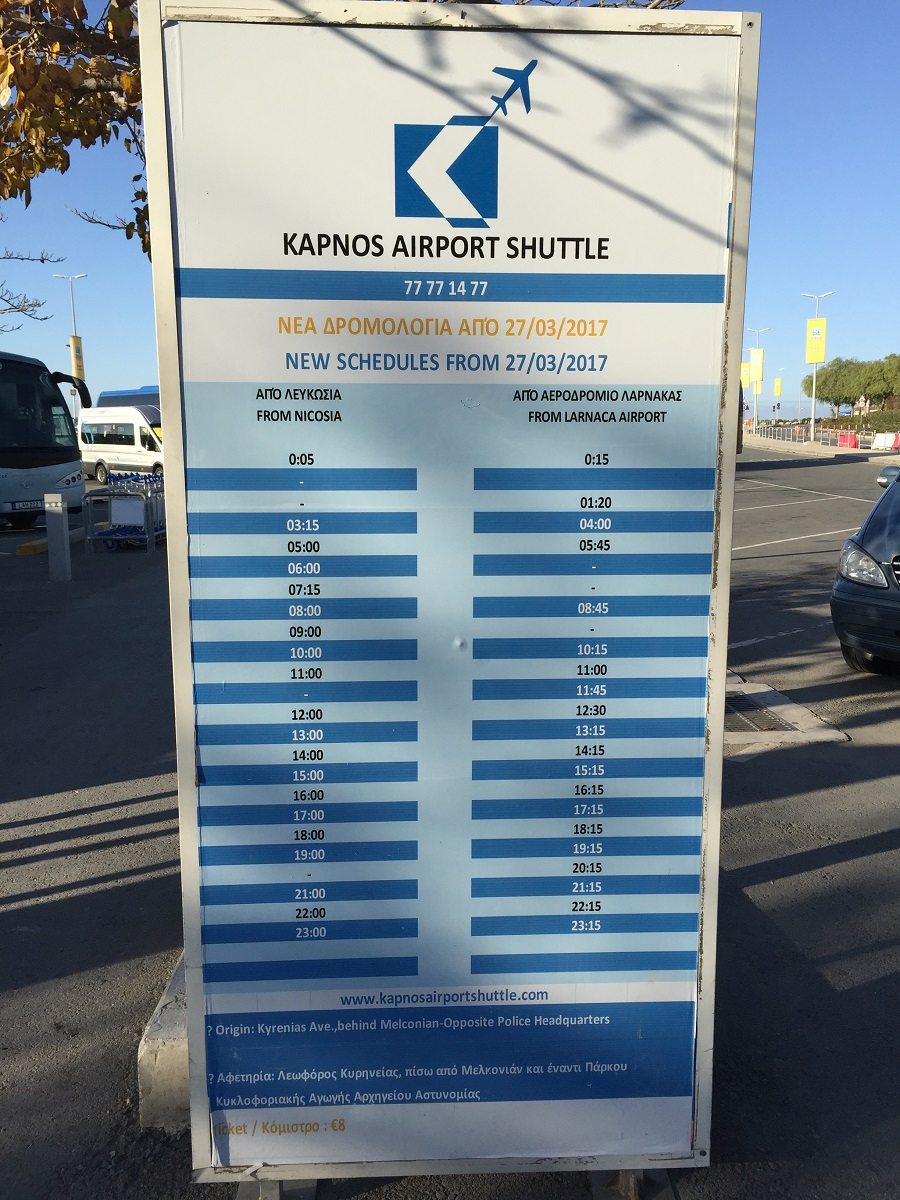 KAPNOS AIRPORT SHUTTLE
77 77 14 77
ΝΕΑ ΔΡΟΜΟΛΟΓΙΑ ΑΠΌ 27/03/2017
NEW SCHEDULES FROM 27/03/2017
ΑΠΌ ΛΕΥΚΩΣΙΑ ΑΠΌ ΑΕΡΟΔΡΟΜΙΟ ΛΑΡΝΑΚΑΣ
FROM NICOSIA FROM LARNACA AIRPORT
0:05 0:15
-
- 01:20
03:15 04:00
05:00 05:45
06:00 -
07:15 -
08:00 08:45
09:00 -
10:00 10:15
11:00 11:00
- 11:45
12:00 12:30
13:00 13:15
14:00 14:15
15:00 15:15
16:00 16:15
17:00 17:15
18:00 18:15
19:00 19:15
- 20:15
21:00 21:15
22:00 22:15
23:00 23:15
www.kapnosairportshuttle.com
? Origin: Kyrenias Ave.,behind Melconian-Opposite Police Headquarters
? Αφετηρία: Λεωφόρος Κυρηνείας, πίσω από Μελκονιάν και έναντι Πάρκου
Κυκλοφοριακής Αγωγής Αρχηγείου Αστυνομίας
Ticket / Κόμιστρο : €8